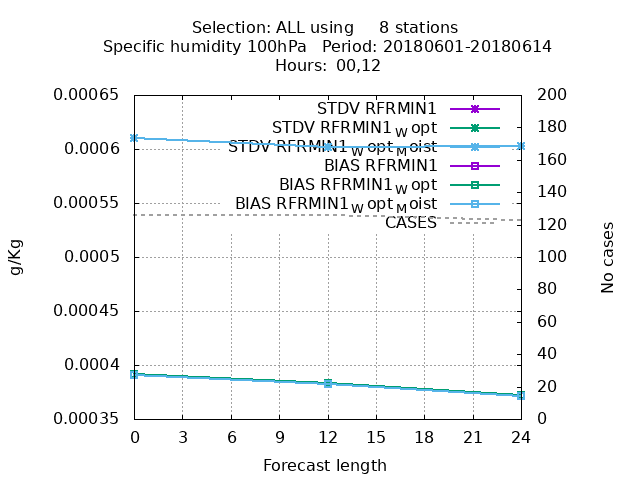 Selection: ALL using 8 stations
Specific humidity 100hPa Period: 20180601-20180614
Hours: 00,12
0.00065
0.0006
0.00055
0.0005
0.00045
0.0004
0.00035
g/Kg
STDV RFRMIN1
STDV RFRMIN1_W opt
STDV RFRMIN1_W opt_M oist
BIAS RFRMIN1
BIAS RFRMIN1_W opt
BIAS RFRMIN1_W opt_M oist
CASES
200
180
160
140
120
100
80
60
40
20
0
No cases
0 3 6 9 12 15 18 21 24
Forecast length